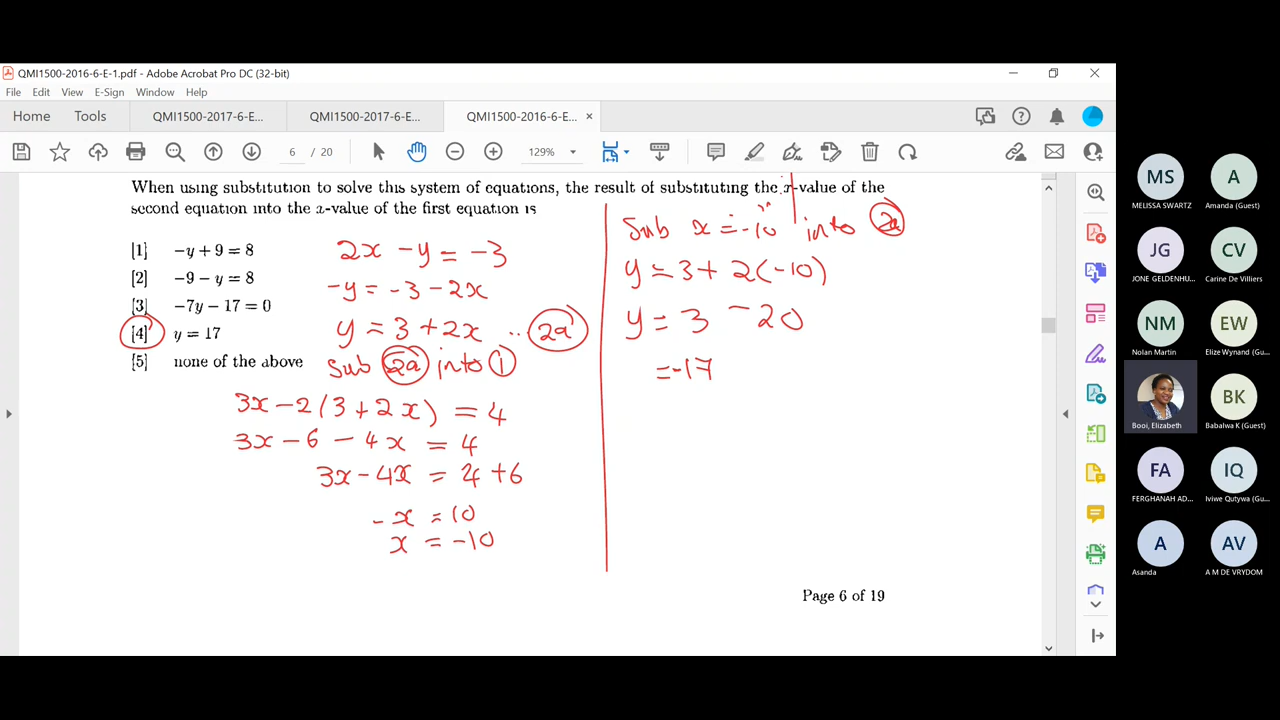 QMI1500-2016-6-E-1.pdf - Adobe Acrobat Pro DC (32-bit)
File Edit View E-Sign Window Help
Home Tools QMI1500-2017-6-E... QMI1500-2017-6-E... QMI1500-2016-6-E... ×
6 / 20 129%
When using substitution to solve this system of equations, the result of substituting the x-value of the
second equation into the x-value of the first equation is
[1] −y + 9 = 8
[2] −9 − y = 8
[3] −7y − 17 = 0
[4] y = 17
[5] none of the above
2x − y = −3
−y = −3 − 2x
y = 3 + 2x .. 2a
Sub 2a into 1
3x − 2(3 + 2x) = 4
3x − 6 − 4x = 4
3x − 4x = 4 + 6
− x = 10
x = −10
Sub x = −10 into 2a
y = 3 + 2(−10)
y = 3 − 20
= −17
Page 6 of 19
MS
MELISSA SWARTZ
A
Amanda (Guest)
JG
JONE GELDENHU...
CV
Carine De Villiers
NM
Nolan Martin
EW
Elize Wynand (Gu...
Booi, Elizabeth
BK
Babalwa K (Guest)
FA
FERGHANAH AD...
IQ
Iviwe Qutywa (Gu...
A
Asanda
AV
A M DE VRYDOM